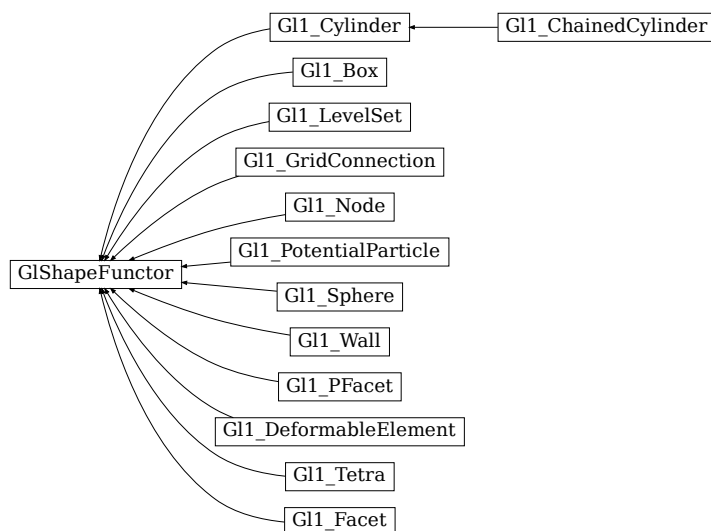 Gl1_Cylinder
Gl1_ChainedCylinder
Gl1_Box
Gl1_LevelSet
Gl1_GridConnection
Gl1_Node
Gl1_PotentialParticle
GlShapeFunctor
Gl1_Sphere
Gl1_Wall
Gl1_PFacet
Gl1_DeformableElement
Gl1_Tetra
Gl1_Facet